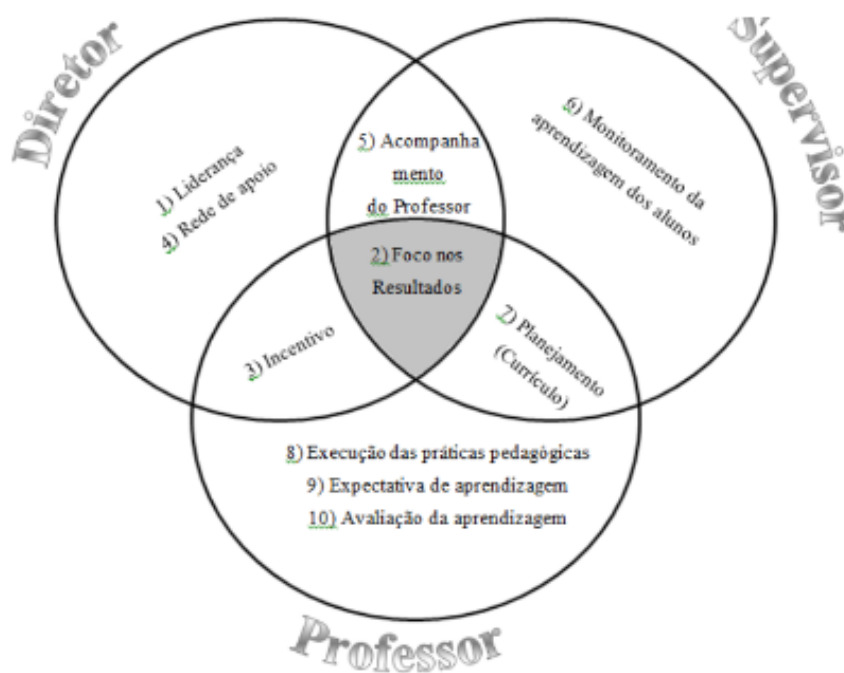 Diretor
Supervisor
1) Liderança
4) Rede de apoio
5) Acompanha
mento
do Professor
6) Monitoramento da
aprendizagem dos alunos
2) Foco nos
Resultados
3) Incentivo
7) Planejamento
(Currículo)
8) Execução das práticas pedagógicas
9) Expectativa de aprendizagem
10) Avaliação da aprendizagem
Professor